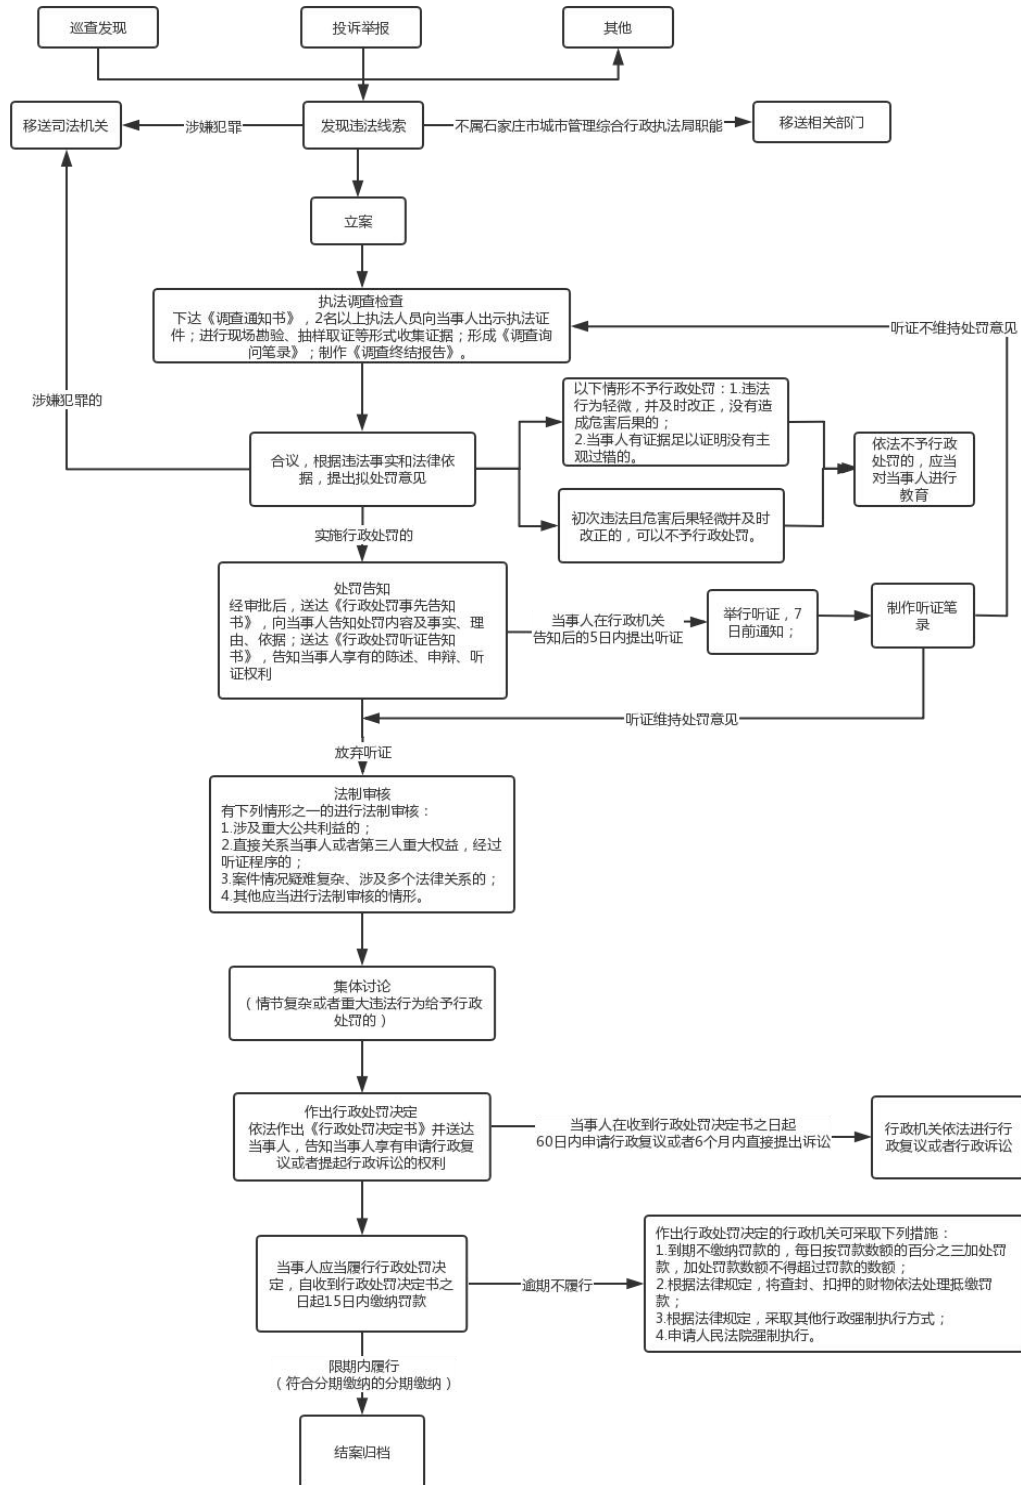 巡查发现
投诉举报
其他
移送司法机关
涉嫌犯罪
发现违法线索
不属石家庄市城市管理综合行政执法局职能
移送相关部门
立案
执法调查检查
下达《调查通知书》，2名以上执法人员向当事人出示执法证
件；进行现场勘验、抽样取证等形式收集证据；形成《调查询
问笔录》；制作《调查终结报告》。
听证不维持处罚意见
涉嫌犯罪的
以下情形不予行政处罚：1.违法
行为轻微，并及时改正，没有造
成危害后果的；
2.当事人有证据足以证明没有主
观过错的。
合议，根据违法事实和法律依
据，提出拟处罚意见
依法不予行政
处罚的，应当
对当事人进行
教育
初次违法且危害后果轻微并及时
改正的，可以不予行政处罚。
实施行政处罚的
处罚告知
经审批后，送达《行政处罚事先告知
书》，向当事人告知处罚内容及事实、理
由、依据；送达《行政处罚听证告知
书》，告知当事人享有的陈述、申辩、听
证权利
当事人在行政机关
告知后的5日内提出听证
举行听证，7
日前通知；
制作听证笔
录
听证维持处罚意见
放弃听证
法制审核
有下列情形之一的进行法制审核：
1.涉及重大公共利益的；
2.直接关系当事人或者第三人重大权益，经过
听证程序的；
3.案件情况疑难复杂、涉及多个法律关系的；
4.其他应当进行法制审核的情形。
集体讨论
（情节复杂或者重大违法行为给予行政
处罚的）
作出行政处罚决定
依法作出《行政处罚决定书》并送达
当事人，告知当事人享有申请行政复
议或者提起行政诉讼的权利
当事人在收到行政处罚决定书之日起
60日内申请行政复议或者6个月内直接提出诉讼
行政机关依法进行行
政复议或者行政诉讼
当事人应当履行行政处罚决
定，自收到行政处罚决定书之
日起15日内缴纳罚款
逾期不履行
作出行政处罚决定的行政机关可采取下列措施：
1.到期不缴纳罚款的，每日按罚款数额的百分之三加处罚
款，加处罚款数额不得超过罚款的数额；
2.根据法律规定，将查封、扣押的财物依法处理抵缴罚
款；
3.根据法律规定，采取其他行政强制执行方式；
4.申请人民法院强制执行。
限期内履行
（符合分期缴纳的分期缴纳）
结案归档